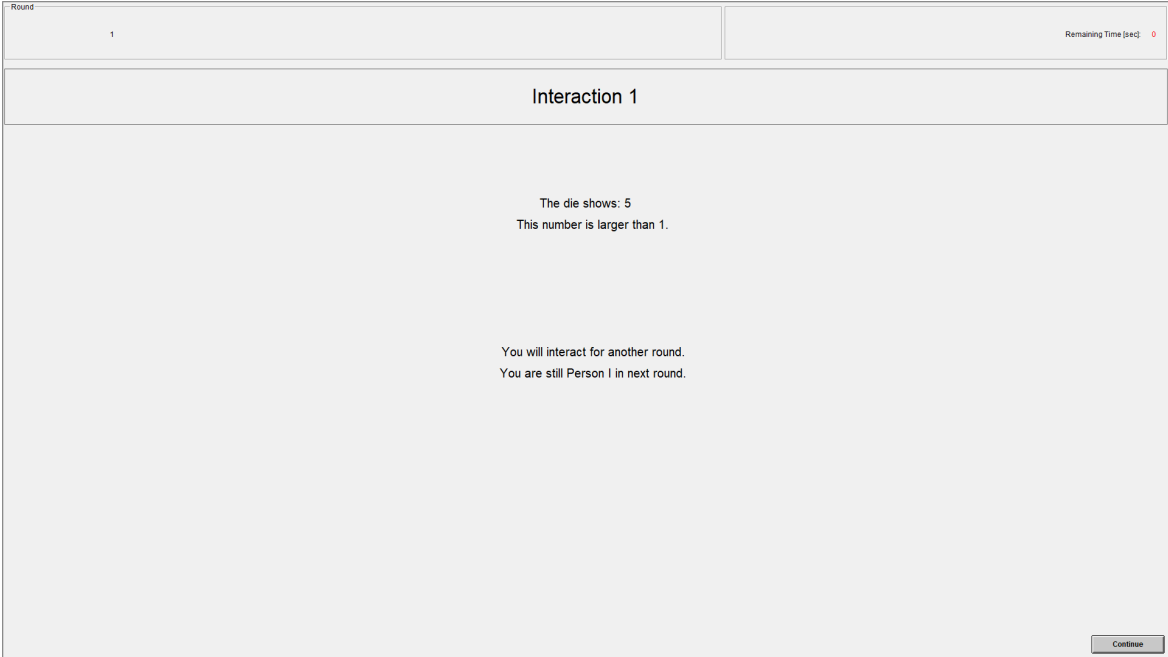 Round
1
Remaining Time [sec]: 0
Interaction 1
The die shows: 5
This number is larger than 1.
You will interact for another round.
You are still Person I in next round.
Continue